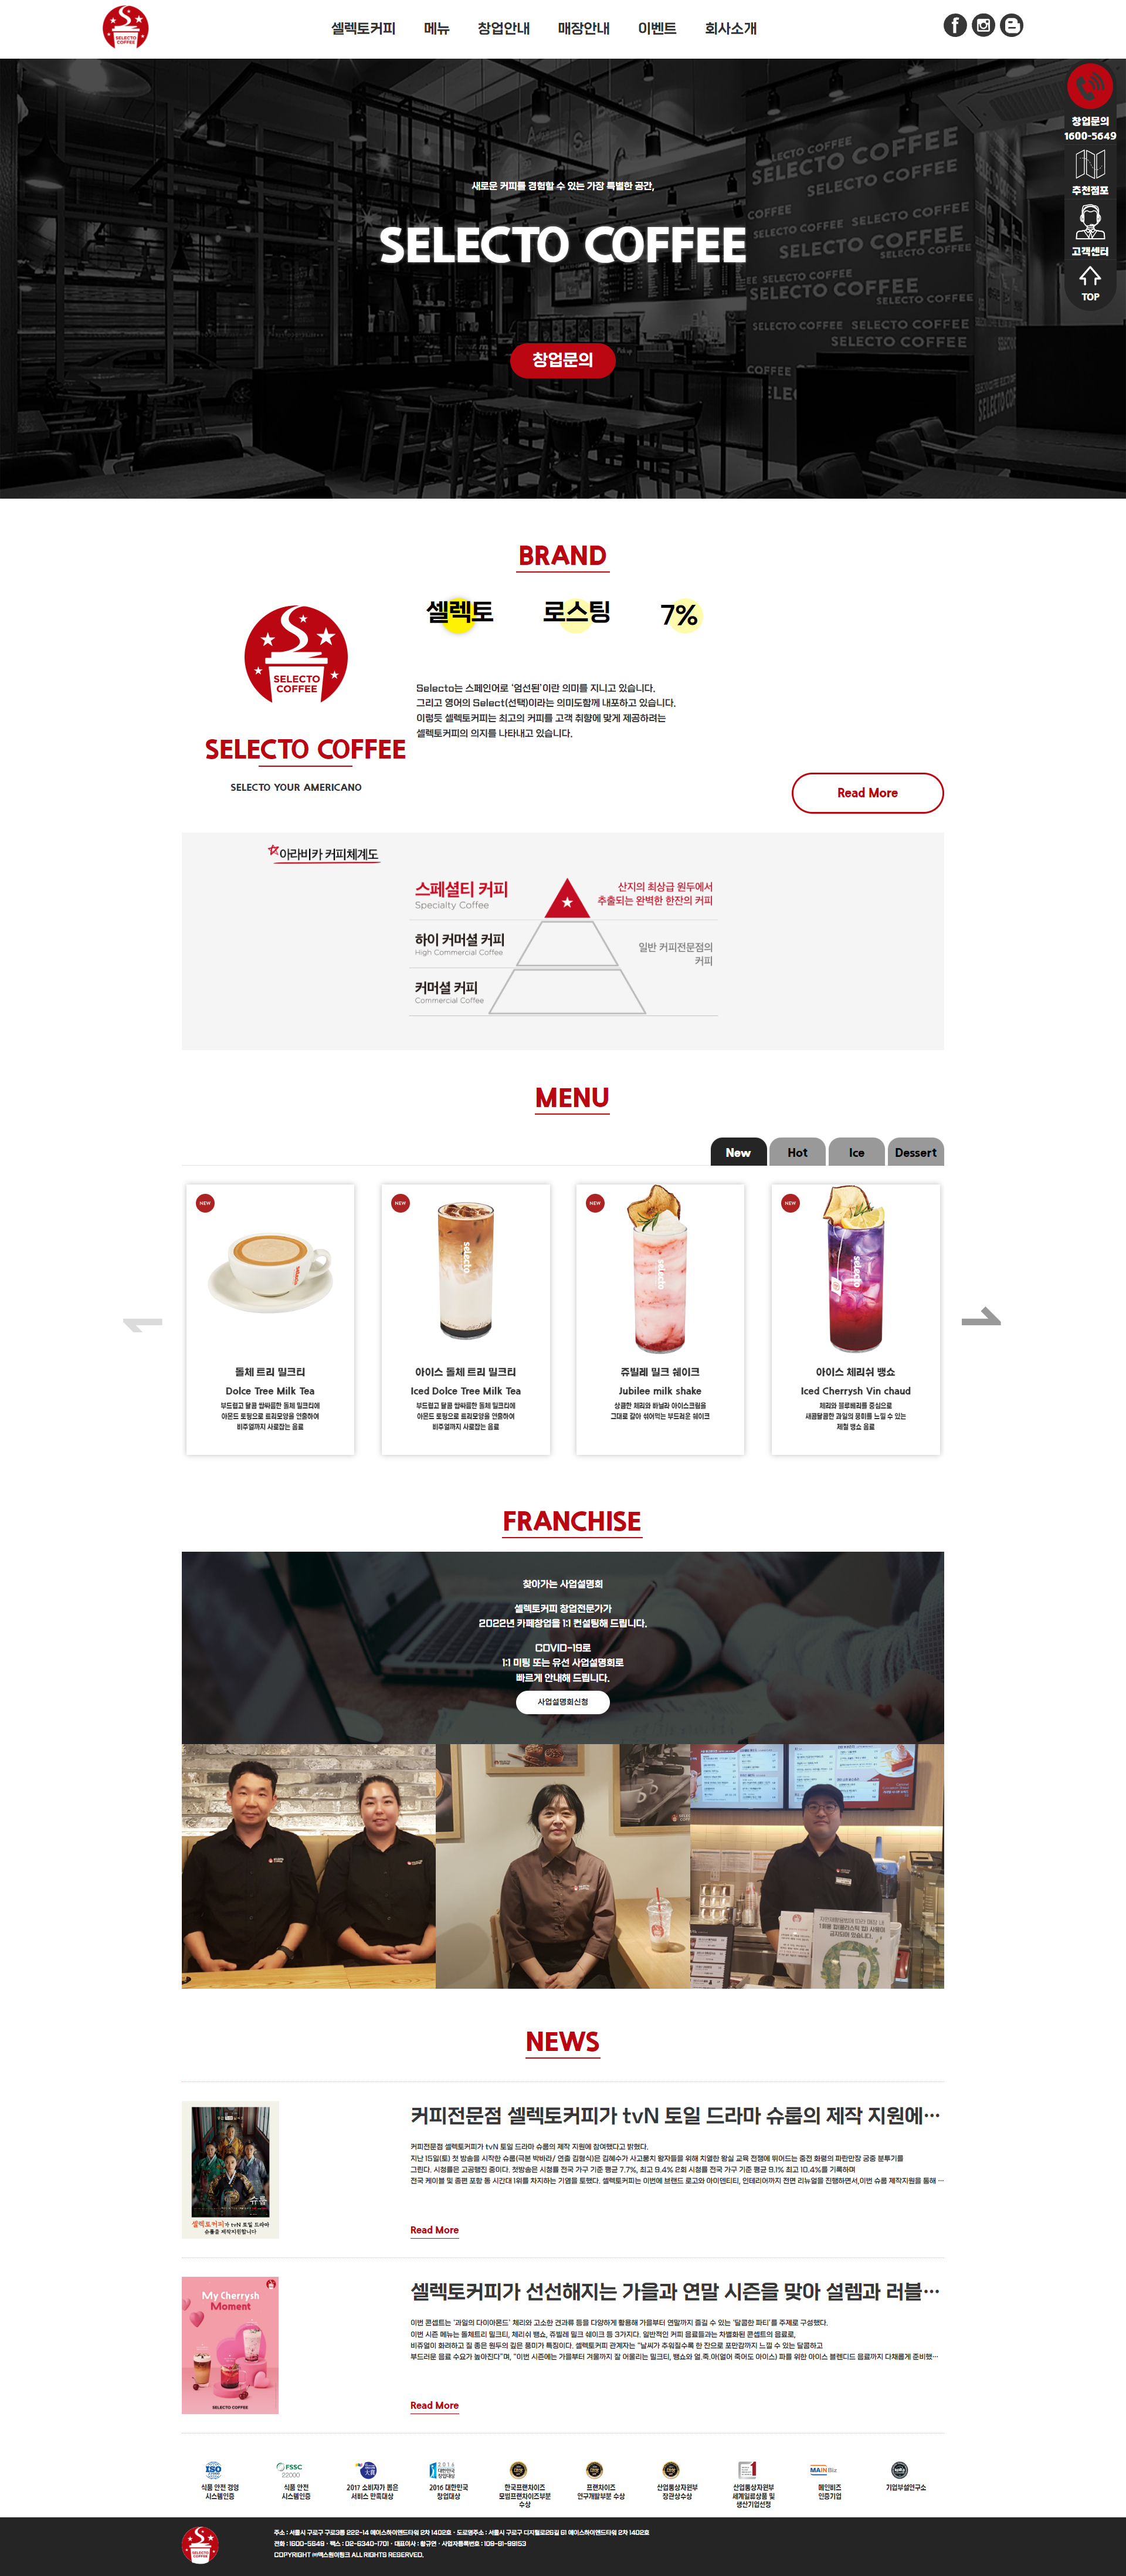 SELECTO
COFFEE
셀렉토커피 메뉴 창업안내 매장안내 이벤트 회사소개
창업문의
1600-5649
추천점포
고객센터
TOP
새로운 커피를 경험할 수 있는 가장 특별한 공간,
SELECTO COFFEE
창업문의
BRAND
셀렉토 로스팅 7%
SELECTO
COFFEE
SELECTO COFFEE
SELECTO YOUR AMERICANO
Selecto는 스페인어로 '엄선된'이란 의미를 지니고 있습니다.
그리고 영어의 Select(선택)이라는 의미도함께 내포하고 있습니다.
이렇듯 셀렉토커피는 최고의 커피를 고객 취향에 맞게 제공하려는
셀렉토커피의 의지를 나타내고 있습니다.
Read More
아라비카 커피체계도
스페셜티 커피
Specialty Coffee
산지의 최상급 원두에서
추출되는 완벽한 한잔의 커피
하이 커머셜 커피
High Commercial Coffee
일반 커피전문점의
커피
커머셜 커피
Commercial Coffee
MENU
New Hot Ice Dessert
NEW
돌체 트리 밀크티
Dolce Tree Milk Tea
부드럽고 달콤 쌉싸름한 돌체 밀크티에
아몬드 토핑으로 트리모양을 연출하여
비주얼까지 사로잡는 음료
NEW
selecto
아이스 돌체 트리 밀크티
Iced Dolce Tree Milk Tea
부드럽고 달콤 쌉싸름한 돌체 밀크티에
아몬드 토핑으로 트리모양을 연출하여
비주얼까지 사로잡는 음료
NEW
selecto
쥬빌레 밀크 쉐이크
Jubilee milk shake
상큼한 체리와 바닐라 아이스크림을
그대로 갈아 섞어먹는 부드러운 쉐이크
NEW
selecto
아이스 체리쉬 뱅쇼
Iced Cherrysh Vin chaud
체리와 블루베리를 중심으로
새콤달콤한 과일의 풍미를 느낄 수 있는
제철 뱅쇼 음료
FRANCHISE
찾아가는 사업설명회
셀렉토커피 창업전문가가
2022년 카페창업을 1:1 컨설팅해 드립니다.
COVID-19로
1:1 미팅 또는 유선 사업설명회로
빠르게 안내해 드립니다.
사업설명회신청
NEWS
슈룹
셀렉토커피가 tvN 토일 드라마
슈룹을 제작지원합니다
커피전문점 셀렉토커피가 tvN 토일 드라마 슈룹의 제작 지원에…
커피전문점 셀렉토커피가 tvN 토일 드라마 슈룹의 제작 지원에 참여했다고 밝혔다.
지난 15일(토) 첫 방송을 시작한 슈룹(극본 박바라/ 연출 김형식)은 김혜수가 사고뭉치 왕자들을 위해 치열한 왕실 교육 전쟁에 뛰어드는 중전 화령의 파란만장 궁중 분투기를
그린다. 시청률은 고공행진 중이다. 첫방송은 시청률 전국 가구 기준 평균 7.7%, 최고 9.4% 2회 시청률 전국 가구 기준 평균 9.1% 최고 10.4%를 기록하며
전국 케이블 및 종편 포함 동 시간대 1위를 차지하는 기염을 토했다. 셀렉토커피는 이번에 브랜드 로고와 아이덴티티, 인테리어까지 전면 리뉴얼을 진행하면서,이번 슈룹 제작지원을 통해 …
Read More
My Cherrysh
Moment
SELECTO COFFEE
셀렉토커피가 선선해지는 가을과 연말 시즌을 맞아 설렘과 러블…
이번 콘셉트는 '과일의 다이아몬드' 체리와 고소한 견과류 등을 다양하게 활용해 가을부터 연말까지 즐길 수 있는 '달콤한 파티'를 주제로 구성했다.
이번 시즌 메뉴는 돌체트리 밀크티, 체리쉬 뱅쇼, 쥬빌레 밀크 쉐이크 등 3가지다. 일반적인 커피 음료들과는 차별화된 콘셉트의 음료로,
비쥬얼이 화려하고 질 좋은 원두의 깊은 풍미가 특징이다. 셀렉토커피 관계자는 "날씨가 추워질수록 한 잔으로 포만감까지 느낄 수 있는 달콤하고
부드러운 음료 수요가 높아진다"며, "이번 시즌에는 가을부터 겨울까지 잘 어울리는 밀크티, 뱅쇼와 얼.죽.아(얼어 죽어도 아이스) 파를 위한 아이스 블렌디드 음료까지 다채롭게 준비했…
Read More
ISO
식품 안전 경영
시스템인증
FSSC
22000
식품 안전
시스템인증
2017 소비자가 뽑은
서비스 만족대상
2016
대한민국
창업대상
2016 대한민국
창업대상
한국프랜차이즈
모범프랜차이즈부문
수상
프랜차이즈
연구개발부문 수상
산업통상자원부
장관상수상
산업통상자원부
세계일류상품 및
생산기업선정
MAINBiz
메인비즈
인증기업
기업부설연구소
SELECTO
COFFEE
주소 : 서울시 구로구 구로3동 222-14 에이스하이앤드타워 2차 1402호 · 도로명주소 : 서울시 구로구 디지털로26길 61 에이스하이앤드타워 2차 1402호
전화 : 1600-5649 · 팩스 : 02-6340-1701 · 대표이사 : 황규연 · 사업자등록번호 : 109-81-99153
COPYRIGHT ㈜맥스원이링크 ALL RIGHTS RESERVED.